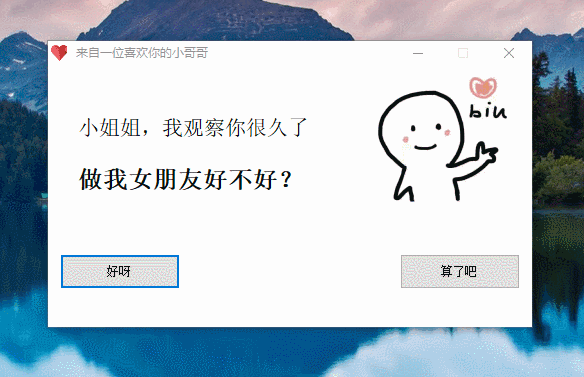 来自一位喜欢你的小哥哥
biu
小姐姐，我观察你很久了
做我女朋友好不好？
好呀
算了吧